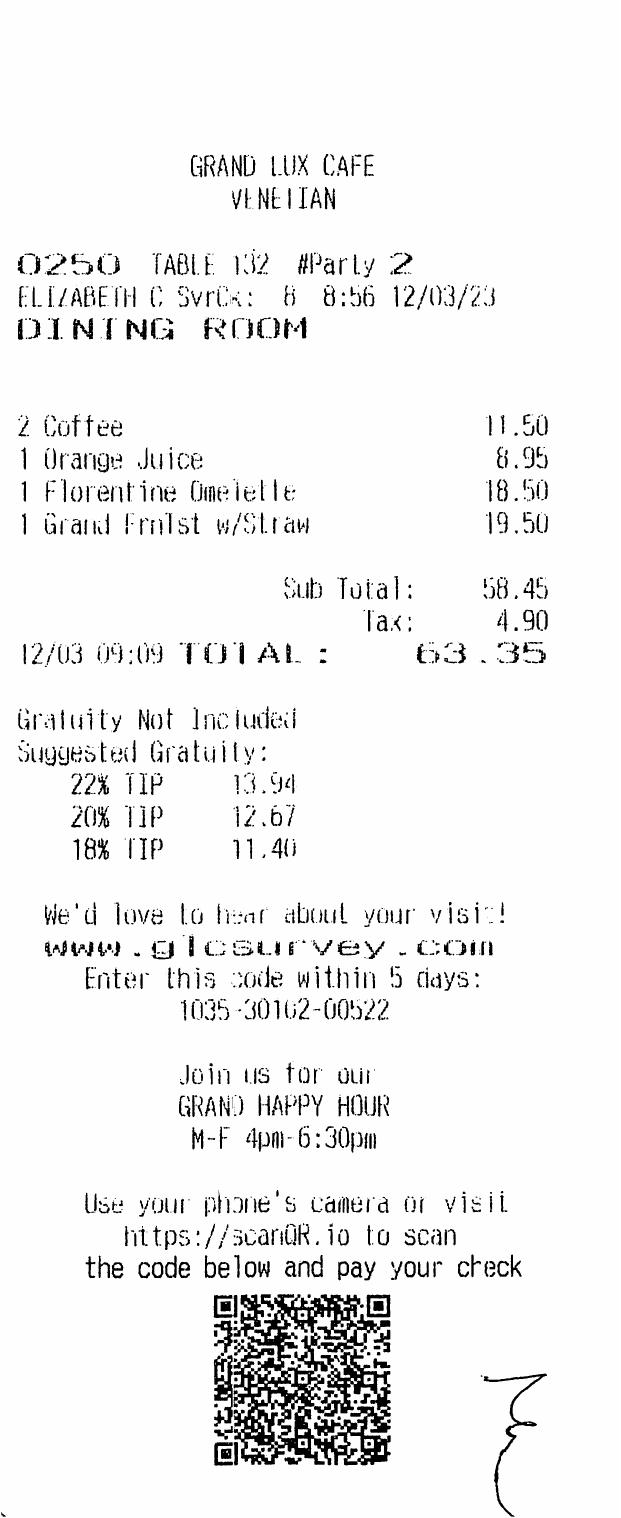 GRAND LUX CAFE
VENETIAN
0250 TABLE 132 #Party 2
ELIZABETH C SvrCk: 8 8:56 12/03/23
DINING ROOM
2 Coffee 11.50
1 Orange Juice 8.95
1 Florentine Omelette 18.50
1 Grand FrnTst w/Straw 19.50
Sub Total: 58.45
Tax: 4.90
12/03 09:09 TOTAL: 63.35
Gratuity Not Included
Suggested Gratuity:
22% TIP 13.94
20% TIP 12.67
18% TIP 11.40
We'd love to hear about your visit!
www.glcsurvey.com
Enter this code within 5 days:
1035-30162-00522
Join us for our
GRAND HAPPY HOUR
M-F 4pm-6:30pm
Use your phone's camera or visit
https://scanQR.io to scan
the code below and pay your check